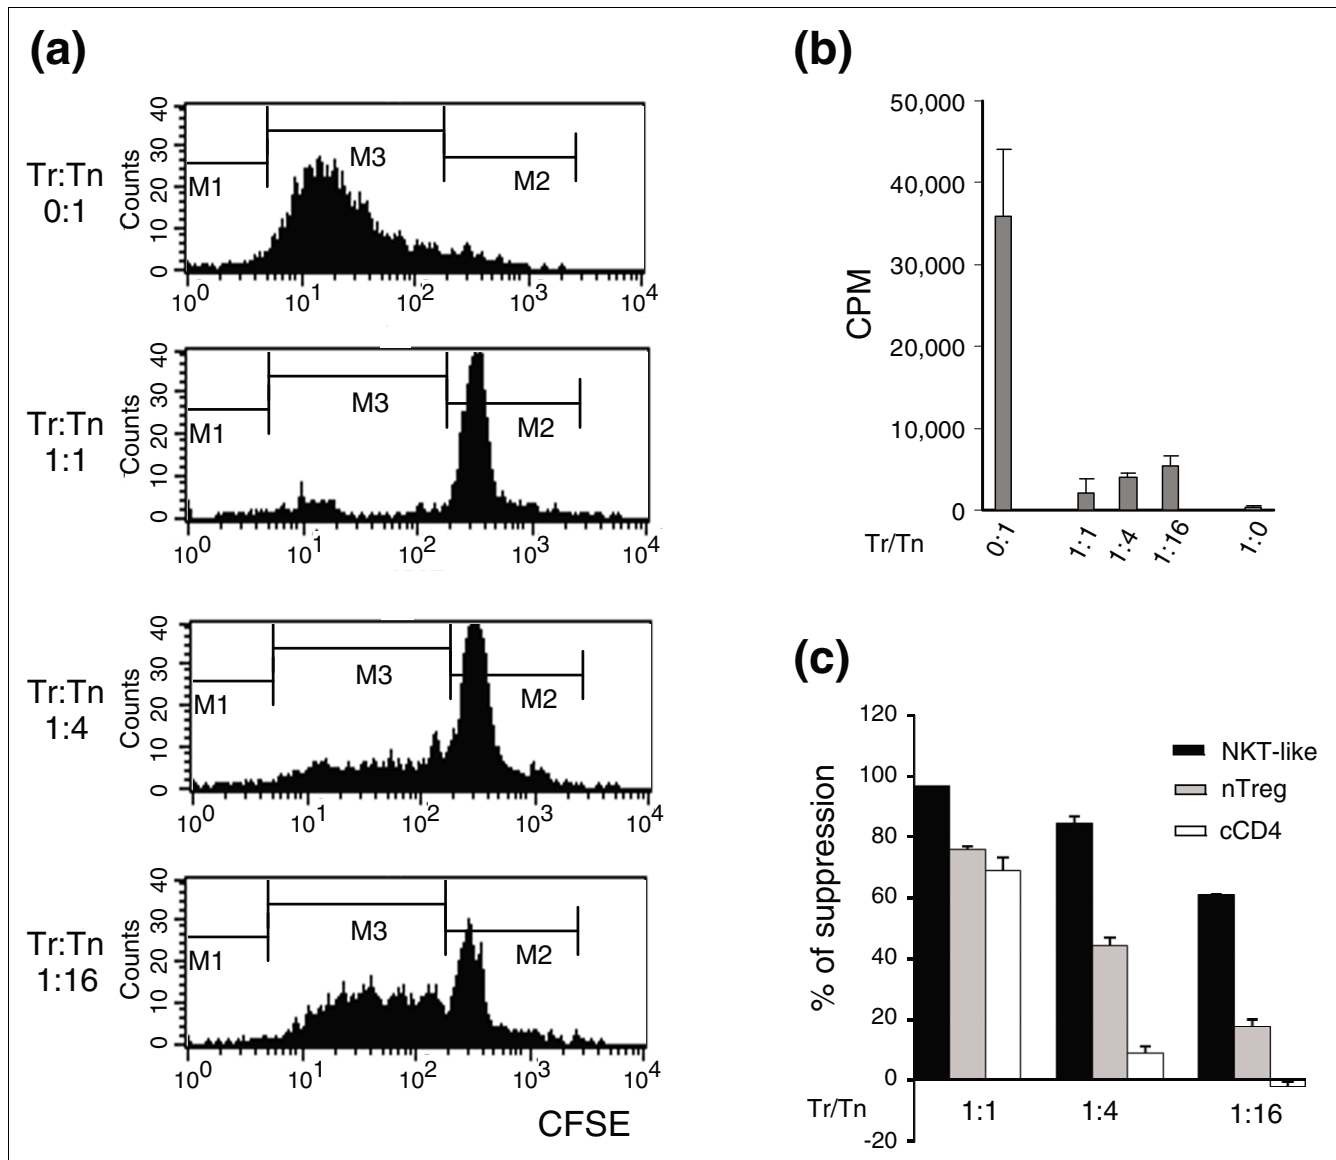 (a)
Tr:Tn
0:1
Counts
40
30
20
10
0
M1
M3
M2
10^0 10^1 10^2 10^3 10^4
Tr:Tn
1:1
Counts
40
30
20
10
0
M1
M3
M2
10^0 10^1 10^2 10^3 10^4
Tr:Tn
1:4
Counts
40
30
20
10
0
M1
M3
M2
10^0 10^1 10^2 10^3 10^4
Tr:Tn
1:16
Counts
40
30
20
10
0
M1
M3
M2
10^0 10^1 10^2 10^3 10^4
CFSE
(b)
CPM
50,000
40,000
30,000
20,000
10,000
0
Tr/Tn 0:1 1:1 1:4 1:16 1:0
(c)
% of suppression
120
100
80
60
40
20
0
-20
NKT-like
nTreg
cCD4
Tr/Tn 1:1 1:4 1:16